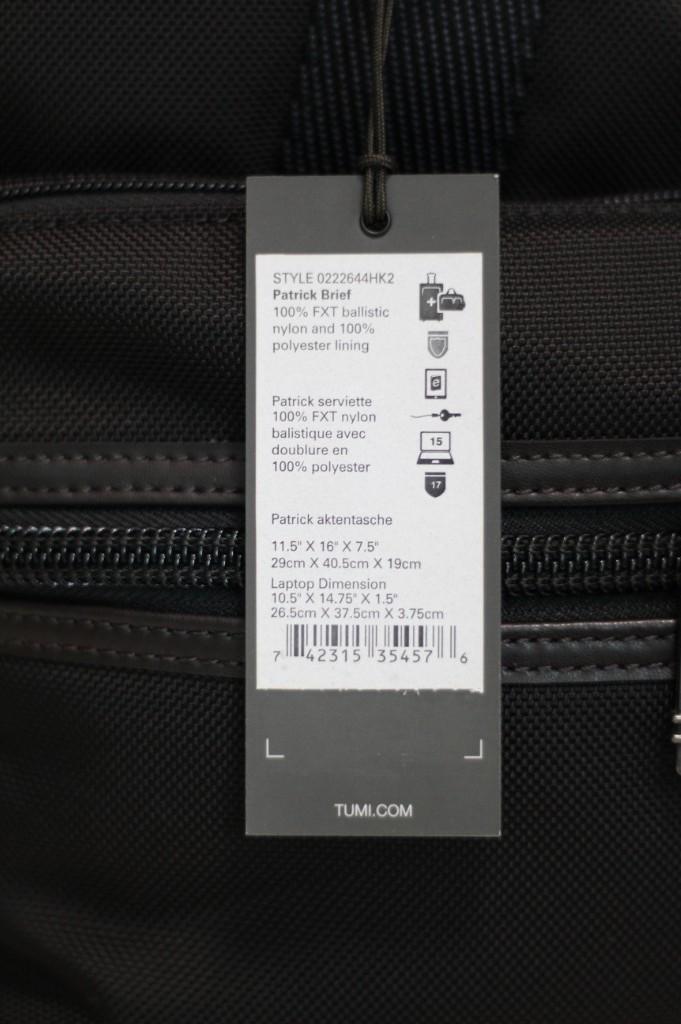 STYLE 0222644HK2
Patrick Brief
100% FXT ballistic
nylon and 100%
polyester lining
e
Patrick serviette
100% FXT nylon
balistique avec
doublure en
100% polyester
15
17
Patrick aktentasche
11.5" X 16" X 7.5"
29cm X 40.5cm X 19cm
Laptop Dimension
10.5" X 14.75" X 1.5"
26.5cm X 37.5cm X 3.75cm
7 42315 35457 6
TUMI.COM